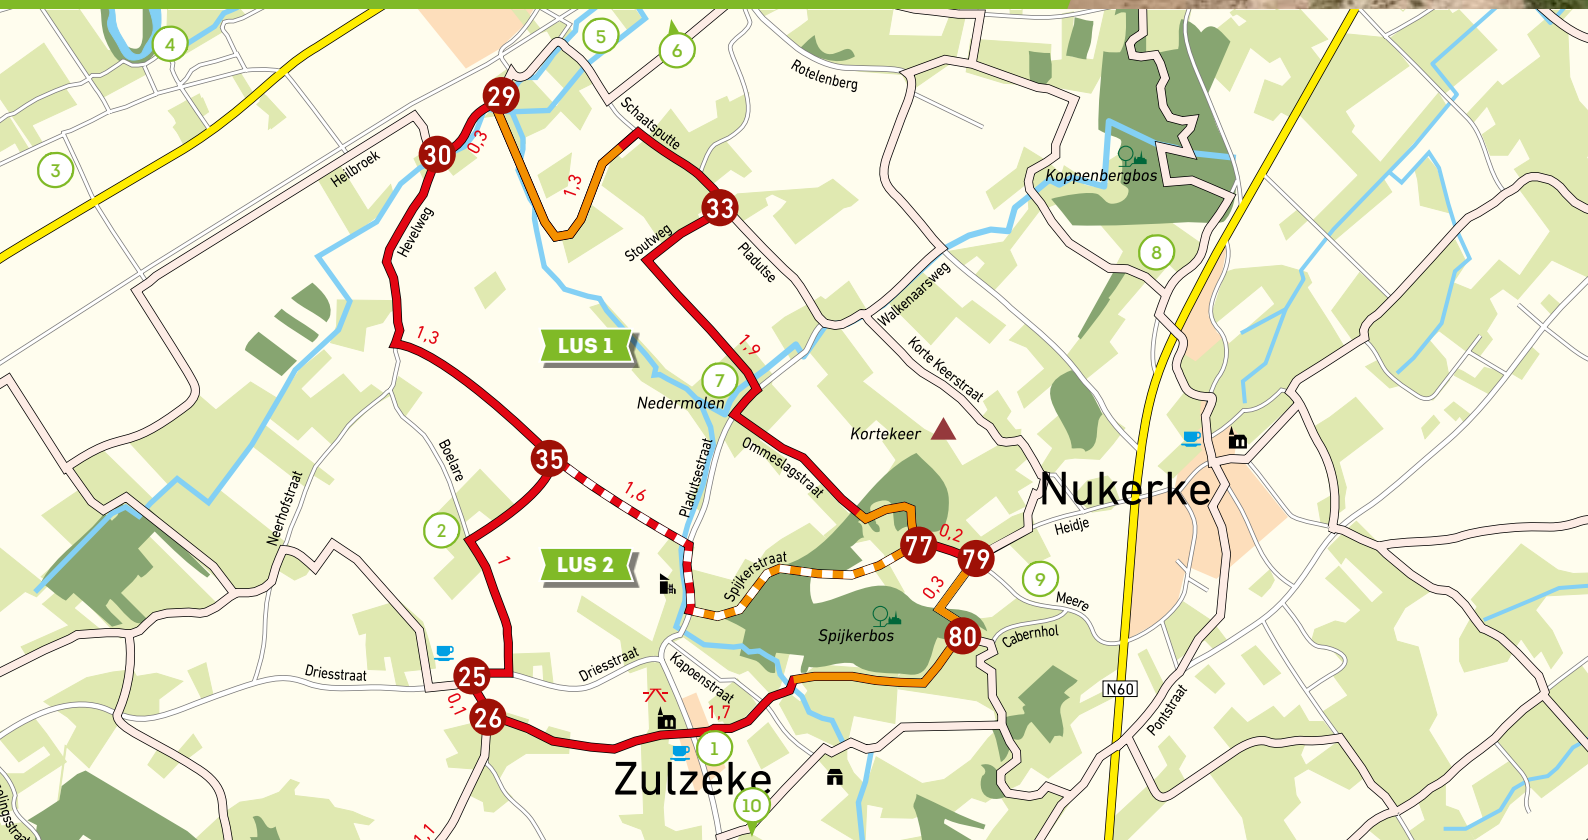 4
5
6
Rotelenberg
29
Schaatsputte
0,3
30
3
Heilbroek
1,3
Koppenbergbos
33
Hevelweg
Stoutweg
Pladutse
8
Walkenaarsweg
1,3
LUS 1
1,9
Korte Keerstraat
7
Nedermolen
Kortekeer
35
Boelare
Ommeslagstraat
Pladutsestraat
1,6
Nukerke
Neerhofstraat
2
Heidje
0,2
77
79
1
LUS 2
Spijkerstraat
0,3
9
Meere
Spijkerbos
80
Cabernhol
Driesstraat
25
Driesstraat
Kapoenstraat
N60
0,1
26
1,7
Pontstraat
1
Zulzeke
10
1,1